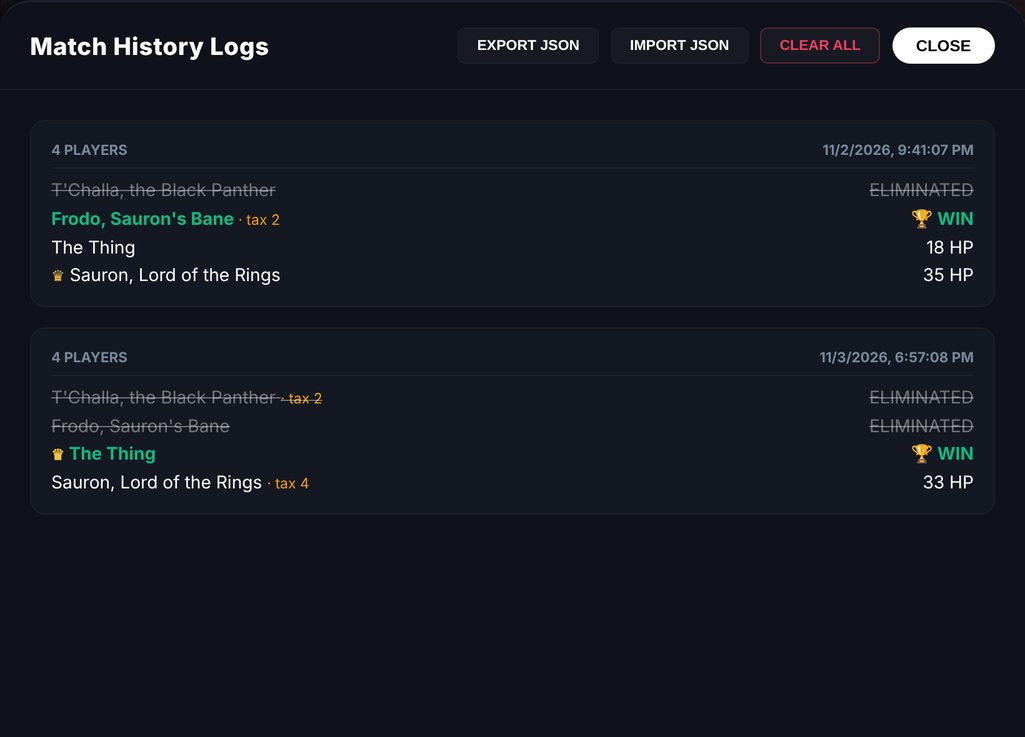 Match History Logs EXPORT JSON IMPORT JSON CLEAR ALL CLOSE
4 PLAYERS 11/2/2026, 9:41:07 PM
T'Challa, the Black Panther ELIMINATED
Frodo, Sauron's Bane · tax 2 🏆 WIN
The Thing 18 HP
♛ Sauron, Lord of the Rings 35 HP
4 PLAYERS 11/3/2026, 6:57:08 PM
T'Challa, the Black Panther · tax 2 ELIMINATED
Frodo, Sauron's Bane ELIMINATED
♛ The Thing 🏆 WIN
Sauron, Lord of the Rings · tax 4 33 HP